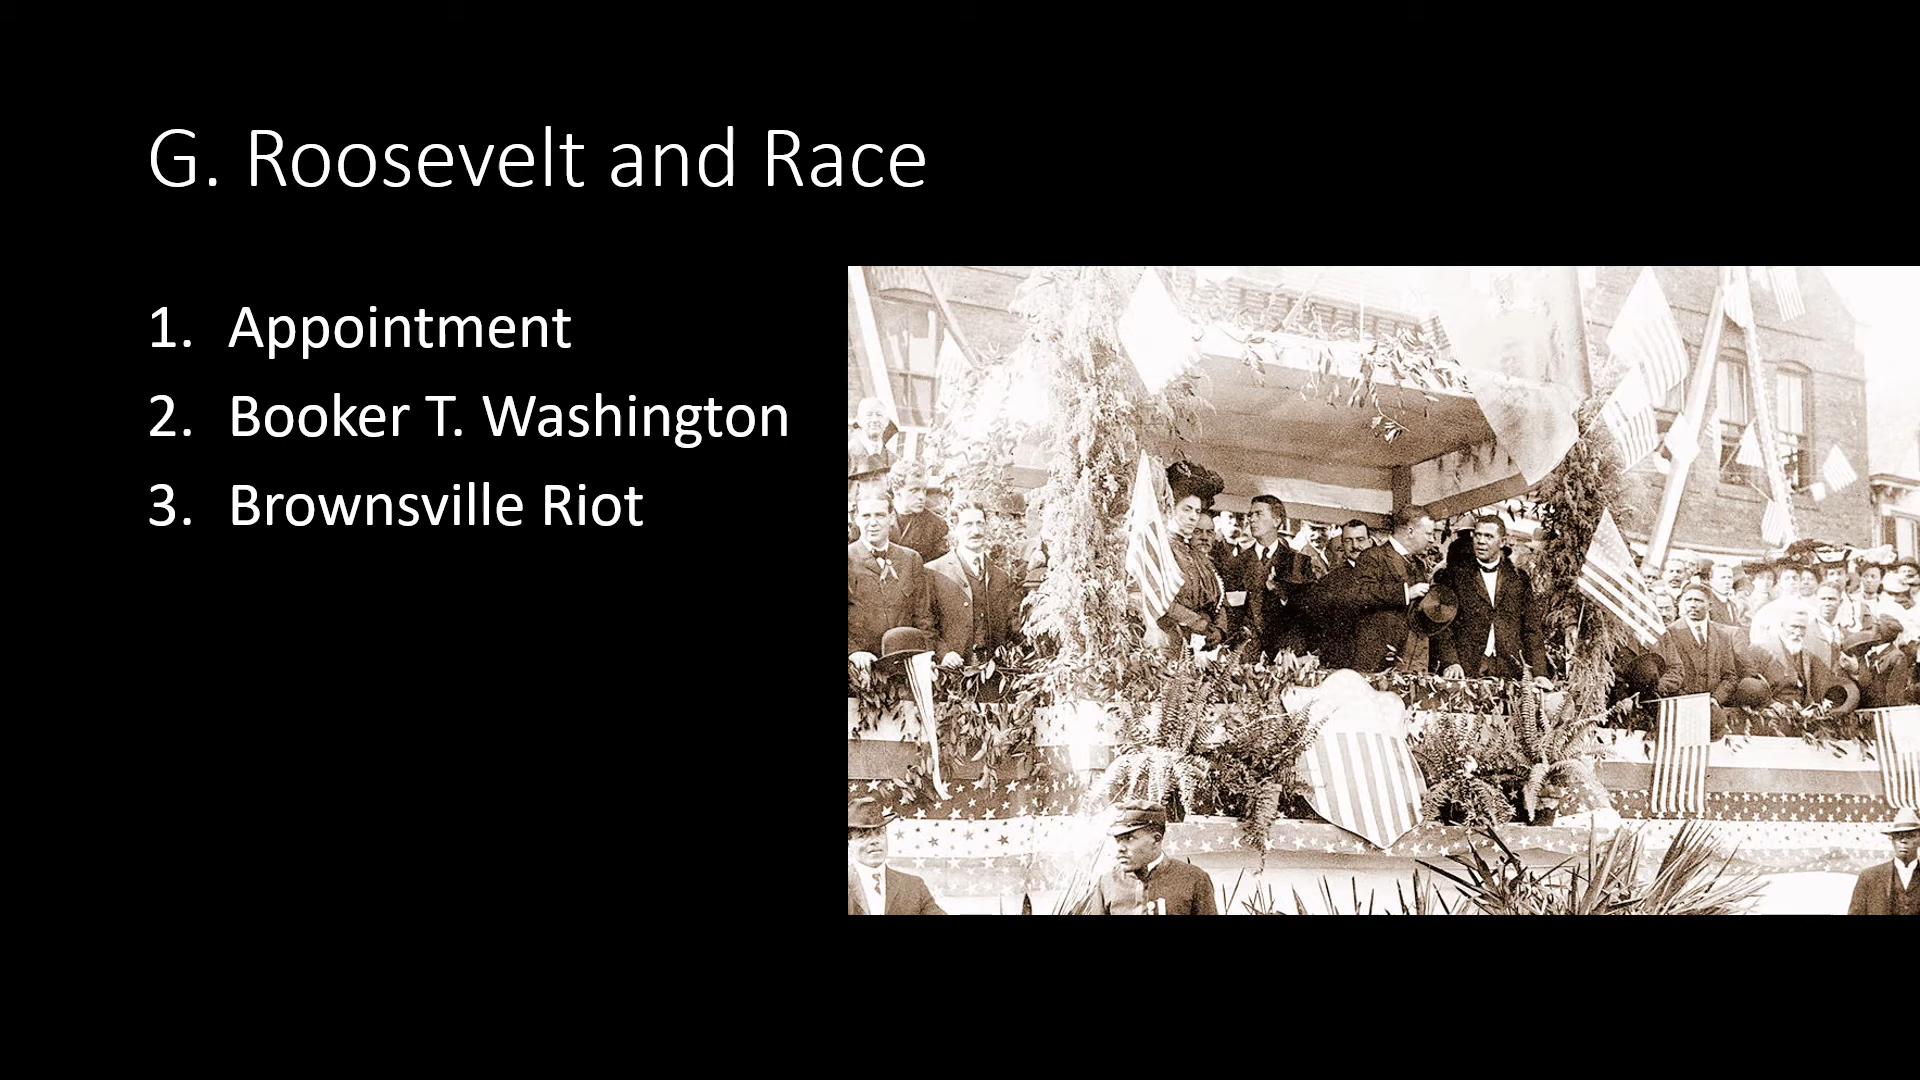 G. Roosevelt and Race
1. Appointment
2. Booker T. Washington
3. Brownsville Riot